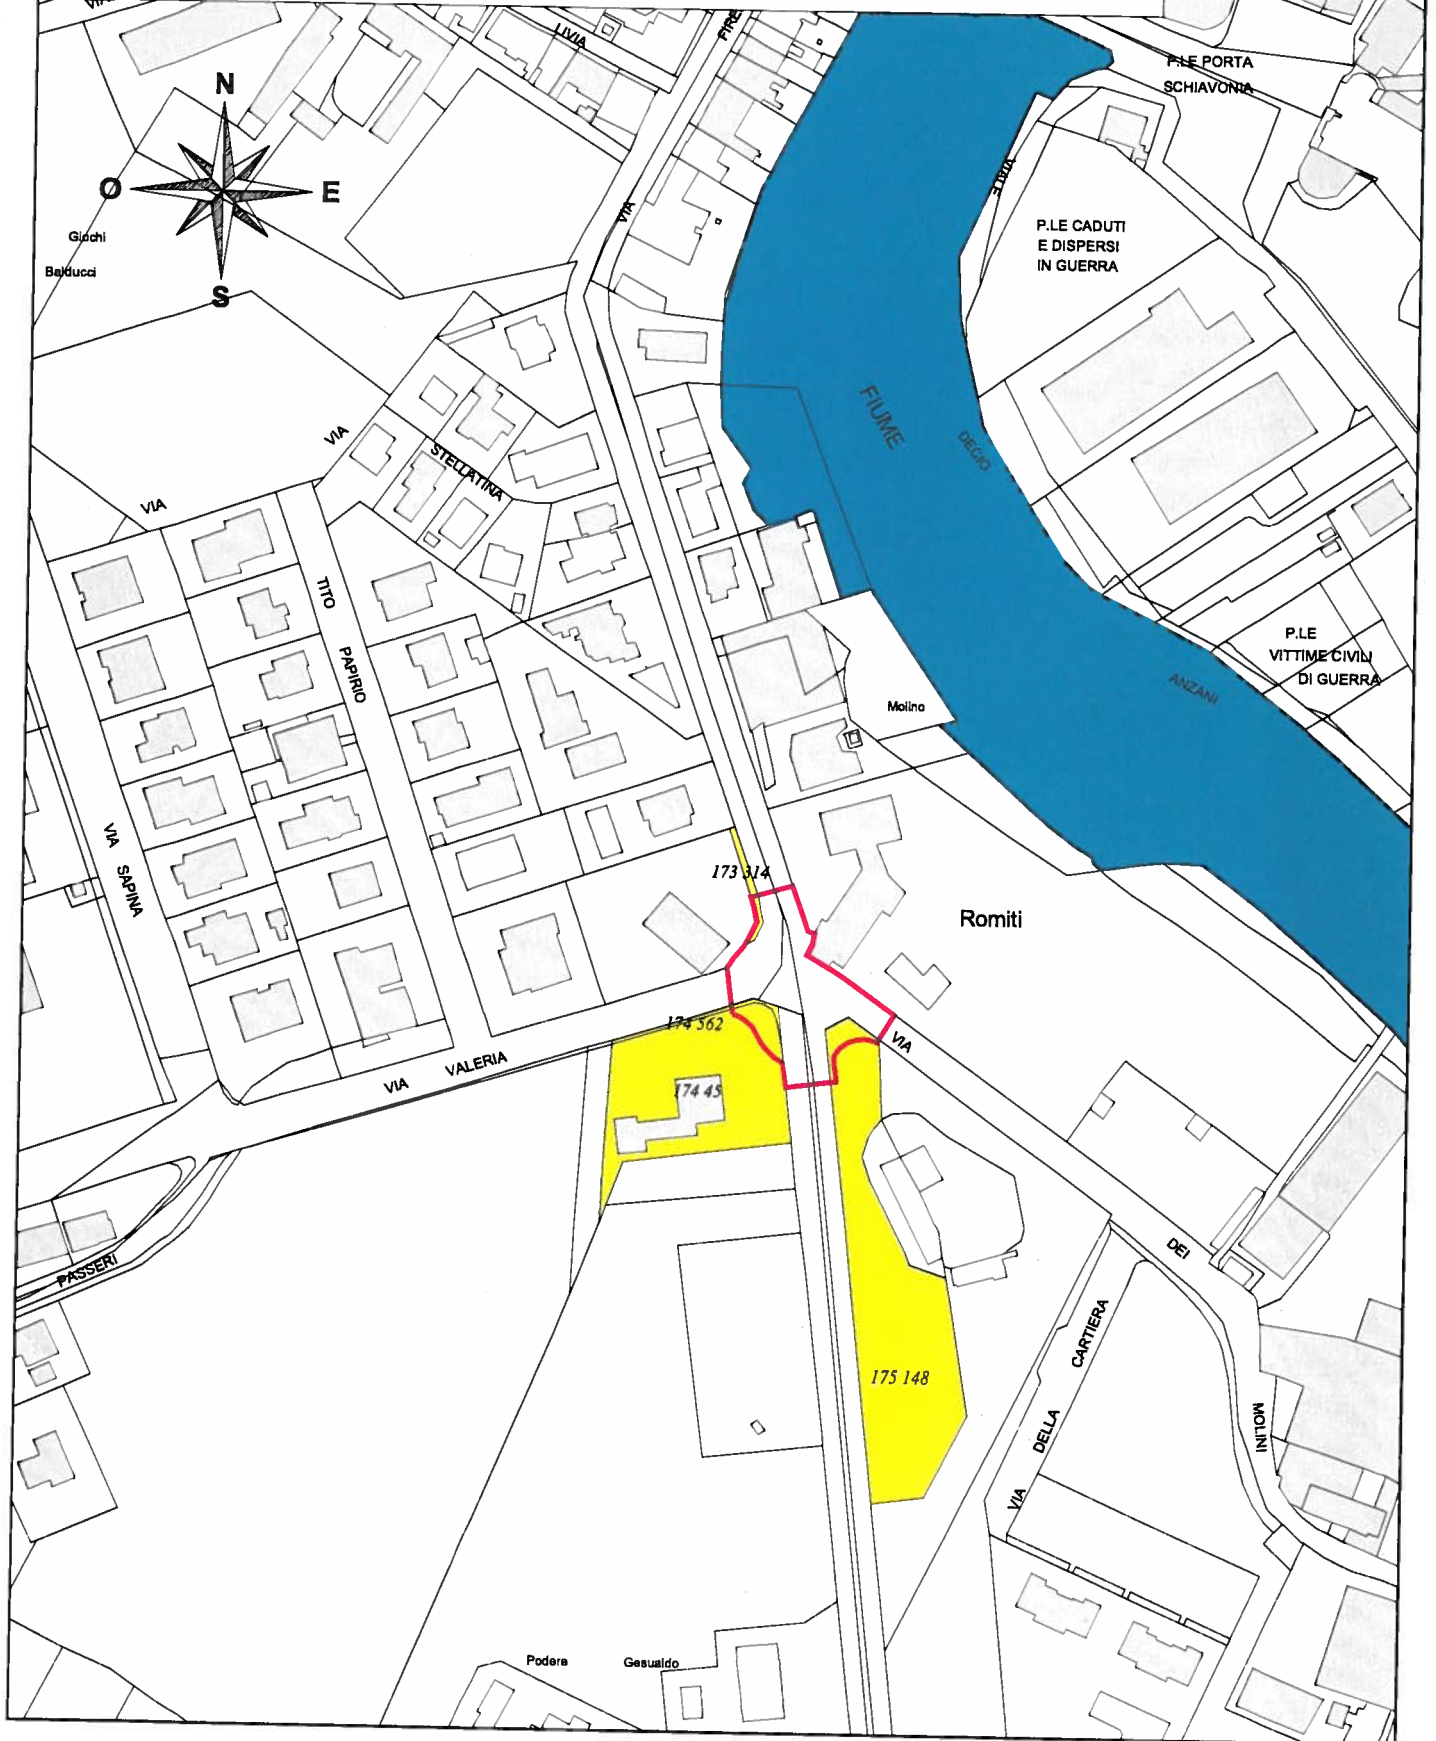 LIVIA
FIRE
P.LE PORTA
SCHIAVONIA
N
O
E
S
Giochi
Balducci
VIA
VIALE
P.LE CADUTI
E DISPERSI
IN GUERRA
FIUME
DECIO
VIA
STELLATINA
VIA
TITO
PAPIRIO
P.LE
VITTIME CIVILI
DI GUERRA
ANZANI
Molino
VIA SAPINA
173 314
Romiti
174 562
VIA
VIA VALERIA
174 45
PASSERI
DEI
VIA DELLA CARTIERA
175 148
MOLINI
Podere Gesualdo